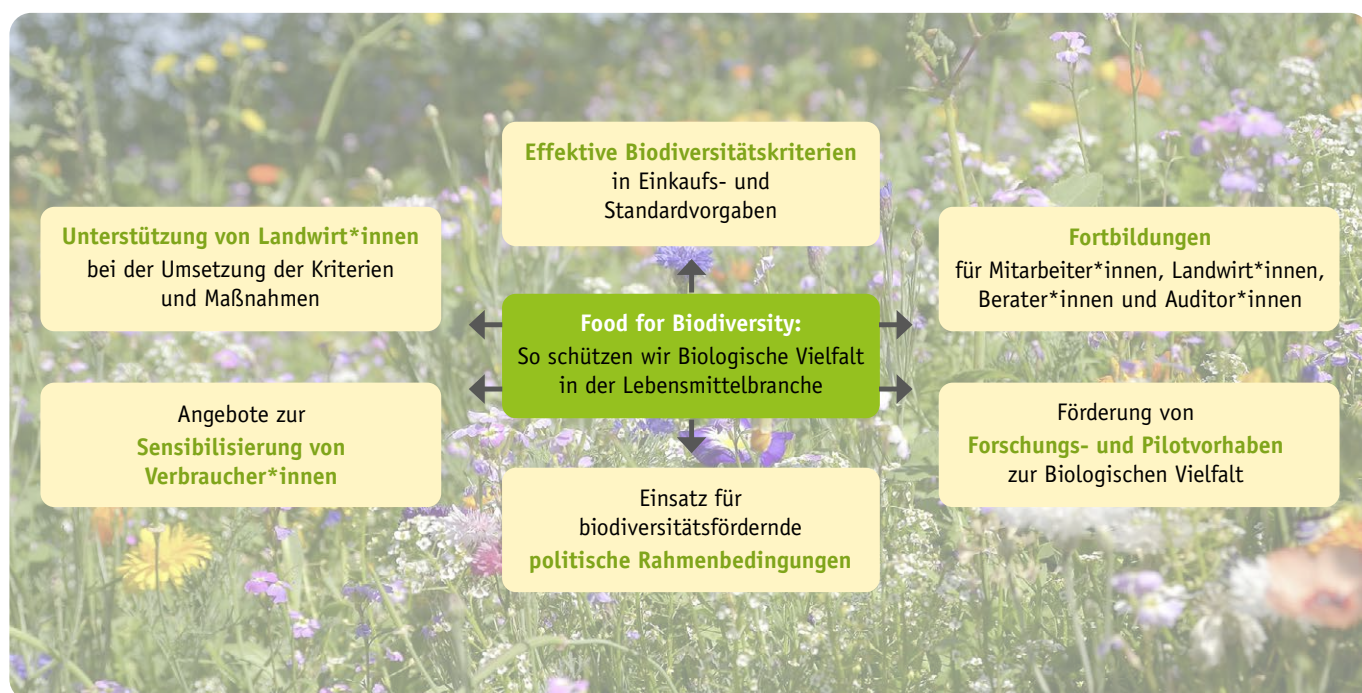 Effektive Biodiversitätskriterien
in Einkaufs- und
Standardvorgaben
Unterstützung von Landwirt*innen
bei der Umsetzung der Kriterien
und Maßnahmen
Fortbildungen
für Mitarbeiter*innen, Landwirt*innen,
Berater*innen und Auditor*innen
Food for Biodiversity:
So schützen wir Biologische Vielfalt
in der Lebensmittelbranche
Angebote zur
Sensibilisierung von
Verbraucher*innen
Förderung von
Forschungs- und Pilotvorhaben
zur Biologischen Vielfalt
Einsatz für
biodiversitätsfördernde
politische Rahmenbedingungen